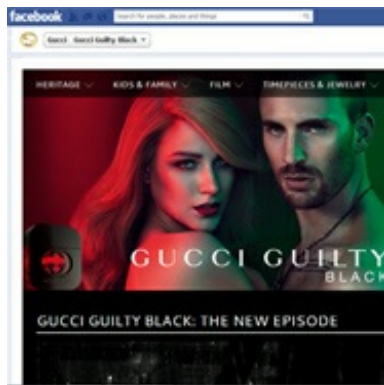 facebook
Search for people, places and things
Gucci Gucci Guilty Black
HERITAGE KIDS & FAMILY FILM TIMEPIECES & JEWELRY
GUCCI GUILTY
BLACK
GUCCI GUILTY BLACK: THE NEW EPISODE